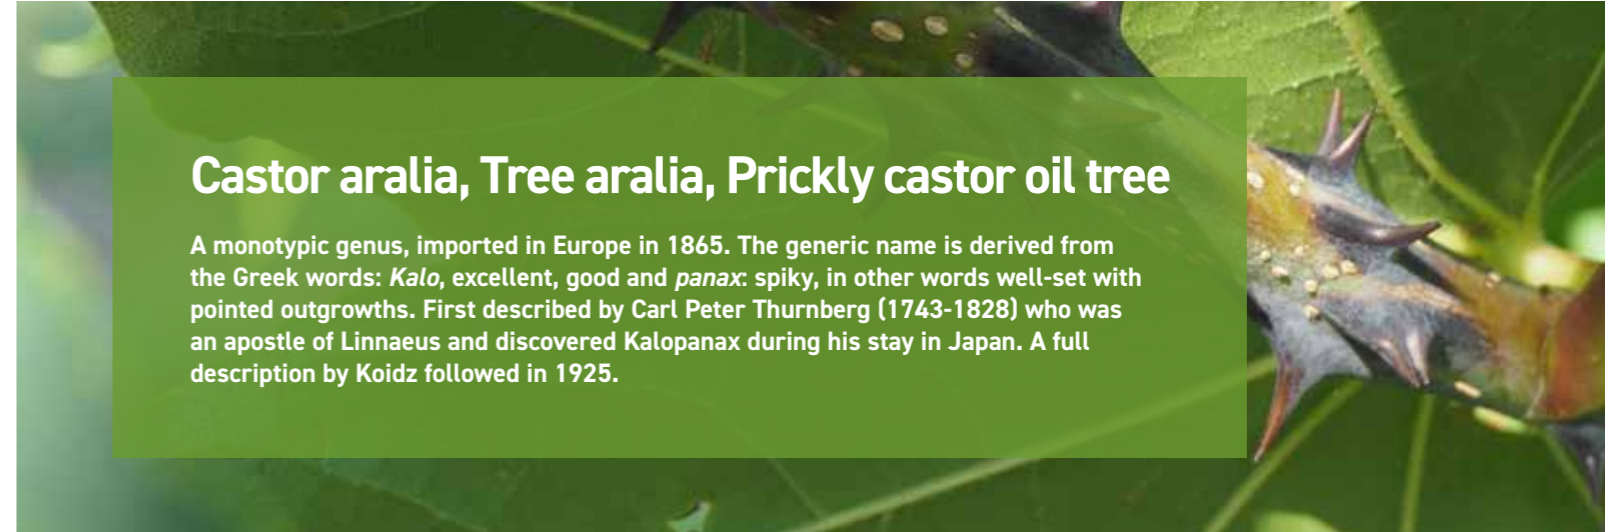 Castor aralia, Tree aralia, Prickly castor oil tree
A monotypic genus, imported in Europe in 1865. The generic name is derived from
the Greek words: Kalo, excellent, good and panax: spiky, in other words well-set with
pointed outgrowths. First described by Carl Peter Thurnberg (1743-1828) who was
an apostle of Linnaeus and discovered Kalopanax during his stay in Japan. A full
description by Koidz followed in 1925.